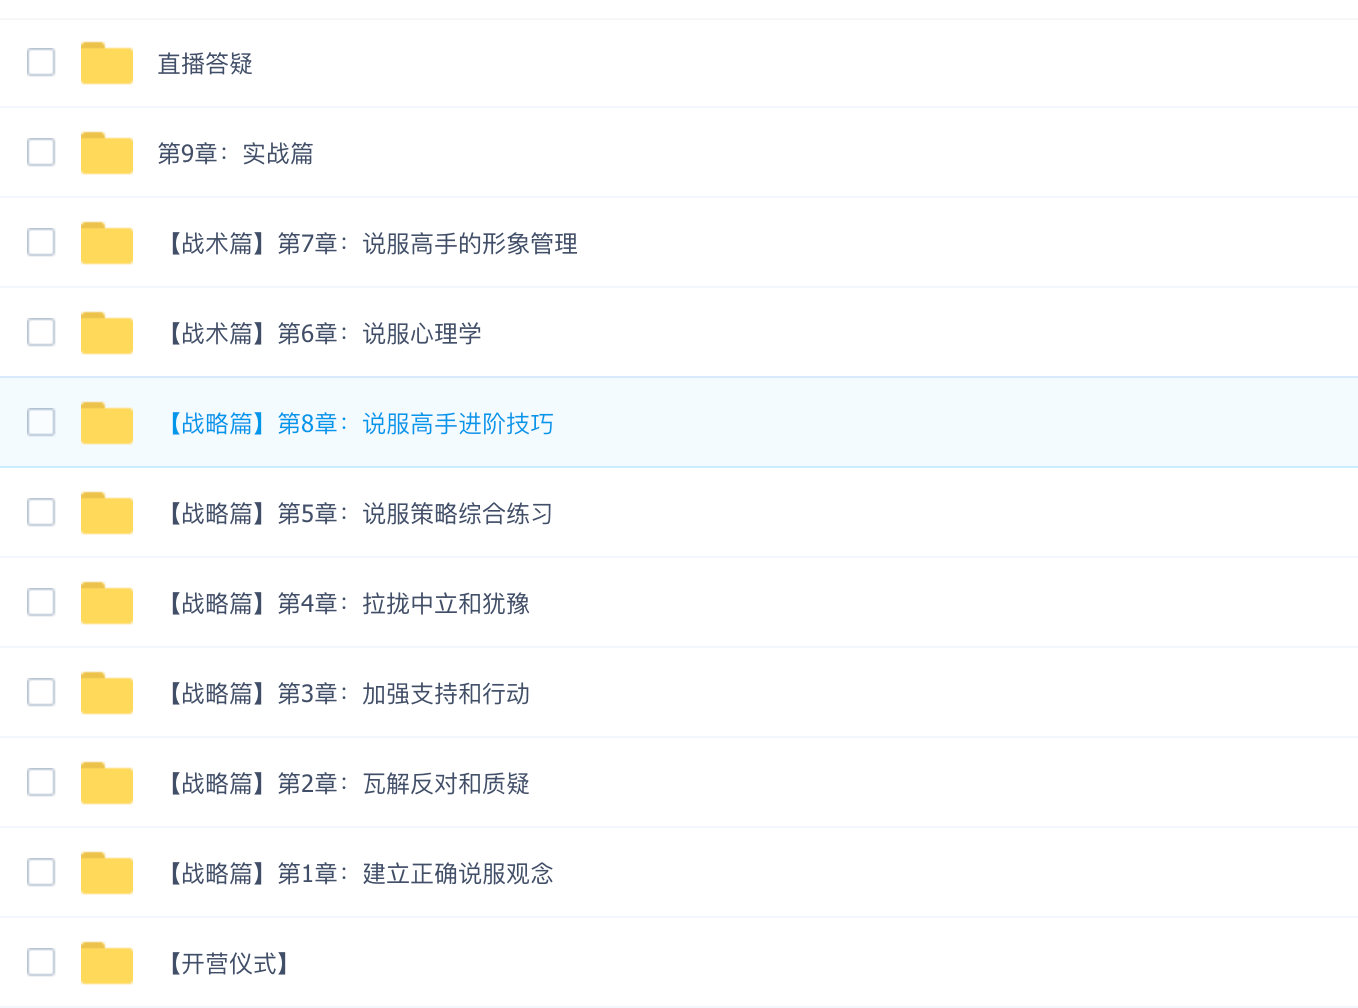 直播答疑
第9章：实战篇
【战术篇】第7章：说服高手的形象管理
【战术篇】第6章：说服心理学
【战略篇】第8章：说服高手进阶技巧
【战略篇】第5章：说服策略综合练习
【战略篇】第4章：拉拢中立和犹豫
【战略篇】第3章：加强支持和行动
【战略篇】第2章：瓦解反对和质疑
【战略篇】第1章：建立正确说服观念
【开营仪式】